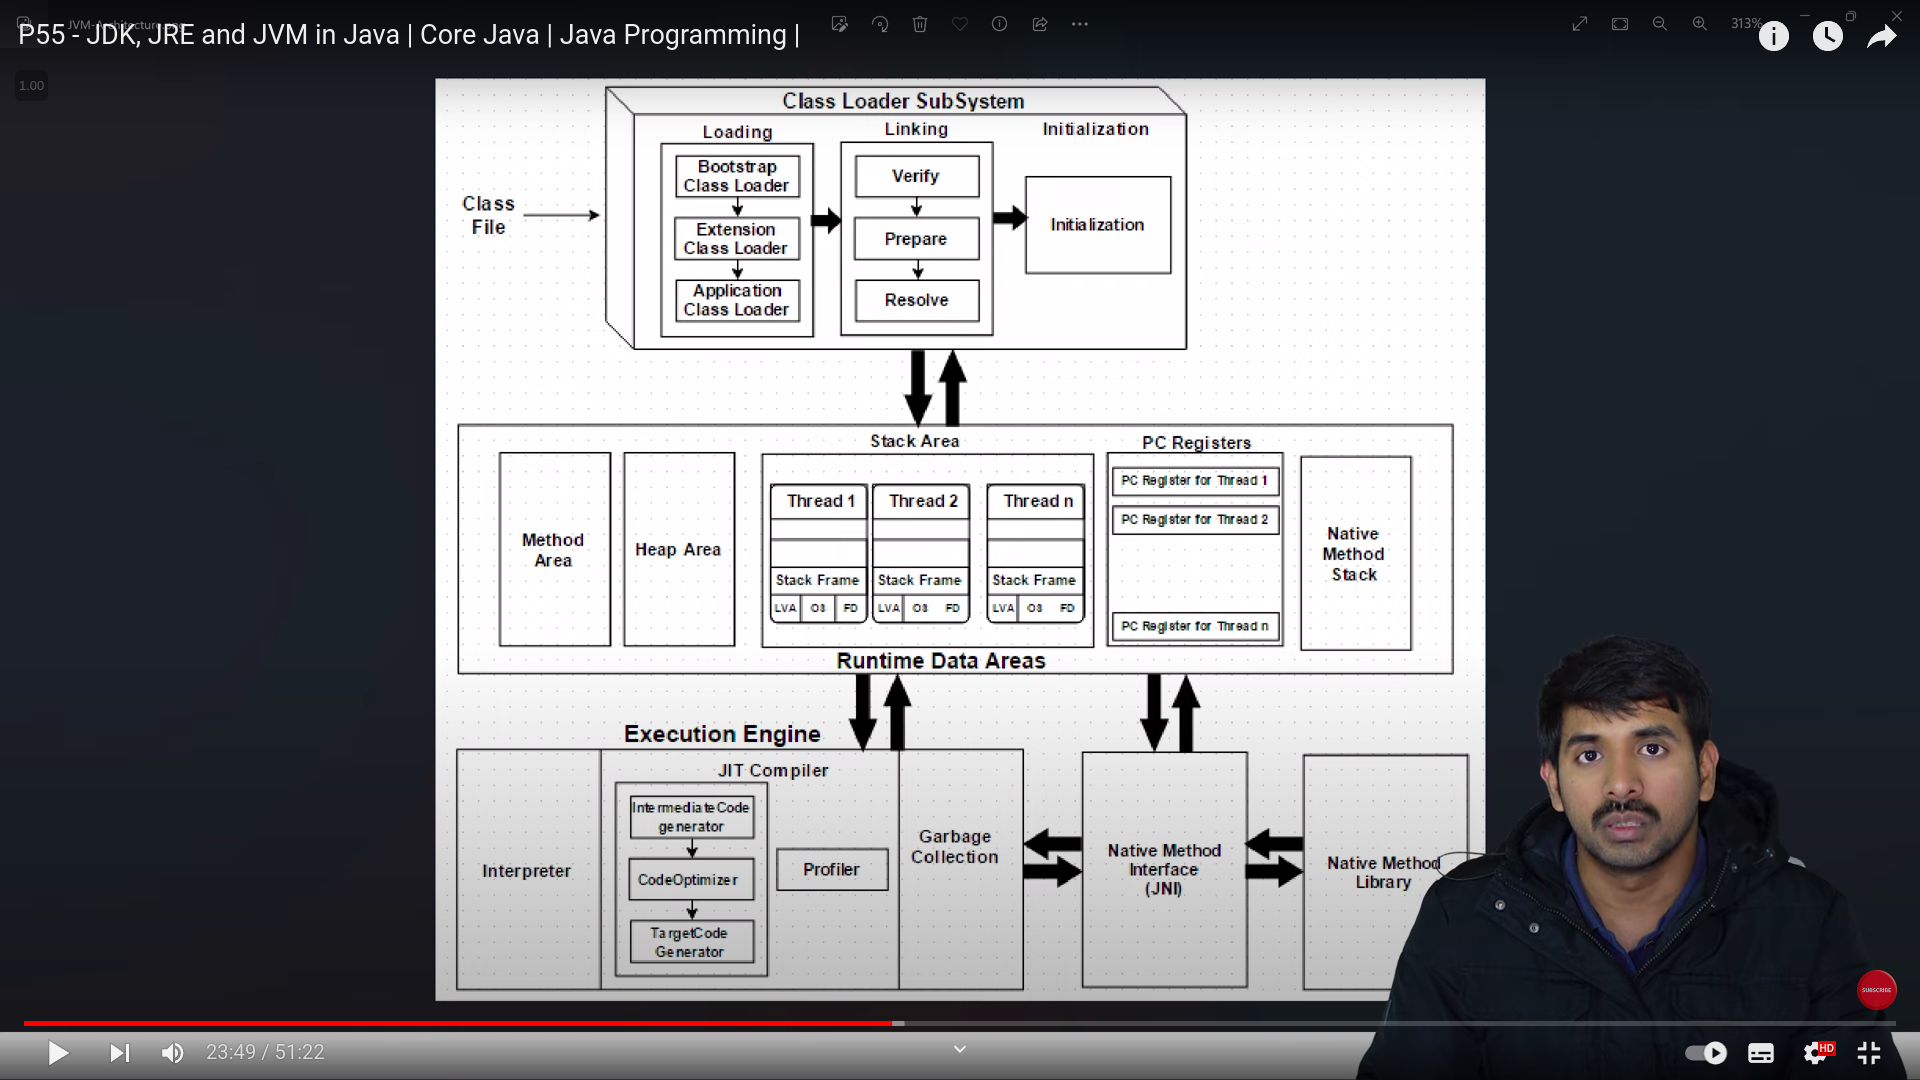 P55 - JDK, JRE and JVM in Java | Core Java | Java Programming |
313%
1.00
Class Loader SubSystem
Loading
Linking
Initialization
Bootstrap
Class Loader
Extension
Class Loader
Application
Class Loader
Verify
Prepare
Resolve
Initialization
Class
File
Stack Area
PC Registers
Method
Area
Heap Area
Thread 1
Thread 2
Thread n
Stack Frame
Stack Frame
Stack Frame
LVA
OS
FD
LVA
OS
FD
LVA
OS
FD
PC Register for Thread 1
PC Register for Thread 2
PC Register for Thread n
Native
Method
Stack
Runtime Data Areas
Execution Engine
JIT Compiler
Interpreter
IntermediateCode
generator
CodeOptimizer
TargetCode
Generator
Profiler
Garbage
Collection
Native Method
Interface
(JNI)
Native Method
Library
SUBSCRIBE
23:49 / 51:22
HD